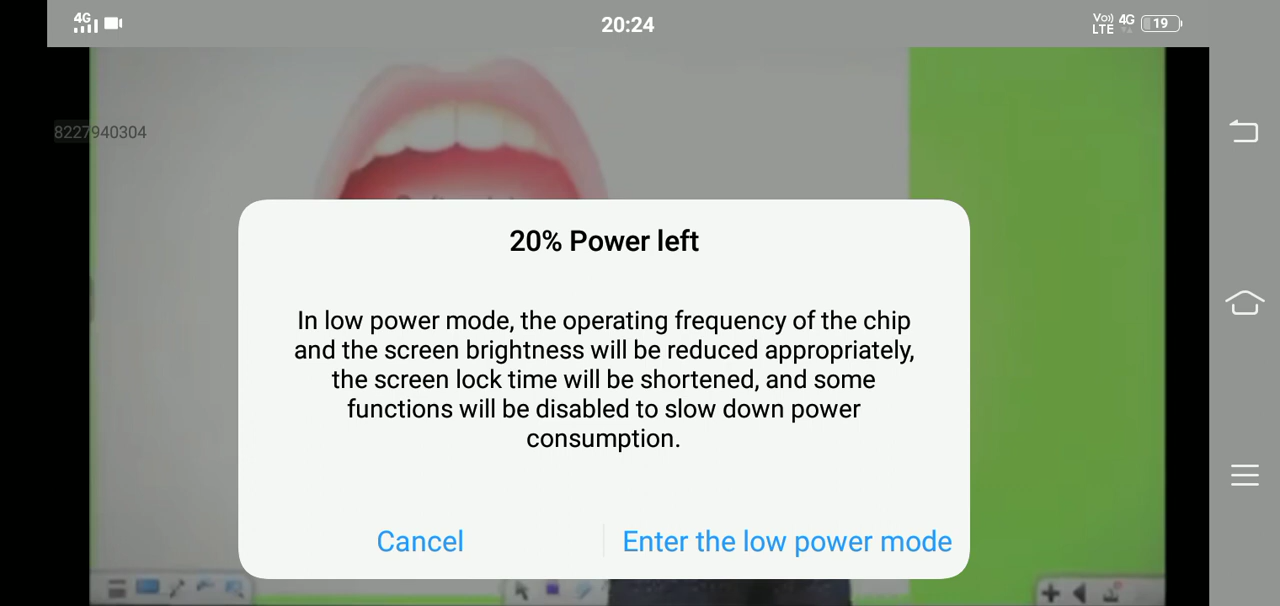 4G
20:24
Vo)) 4G
LTE
19
8227940304
20% Power left
In low power mode, the operating frequency of the chip
and the screen brightness will be reduced appropriately,
the screen lock time will be shortened, and some
functions will be disabled to slow down power
consumption.
Cancel
Enter the low power mode